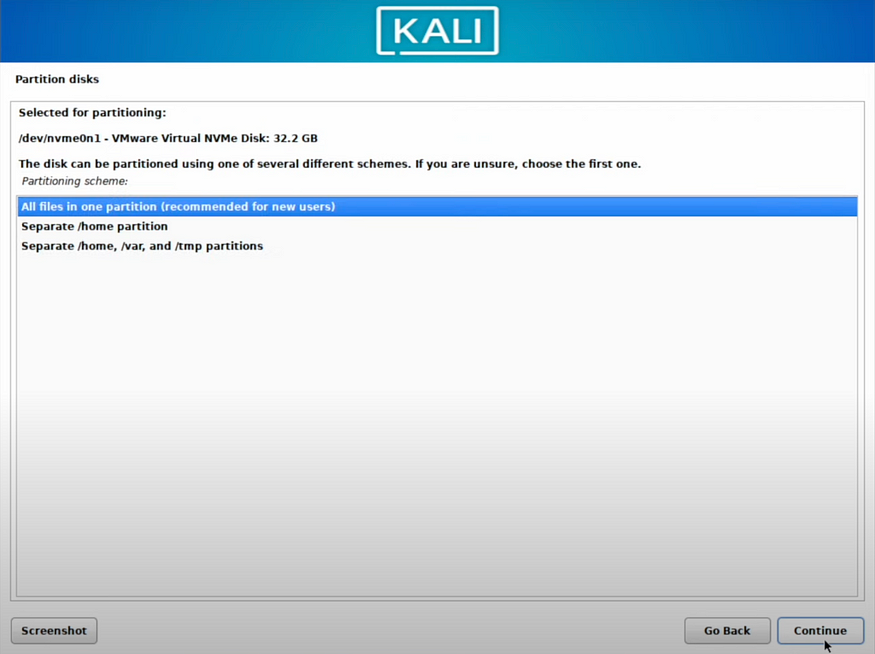 KALI
Partition disks
Selected for partitioning:
/dev/nvme0n1 - VMware Virtual NVMe Disk: 32.2 GB
The disk can be partitioned using one of several different schemes. If you are unsure, choose the first one.
Partitioning scheme:
All files in one partition (recommended for new users)
Separate /home partition
Separate /home, /var, and /tmp partitions
Screenshot
Go Back
Continue